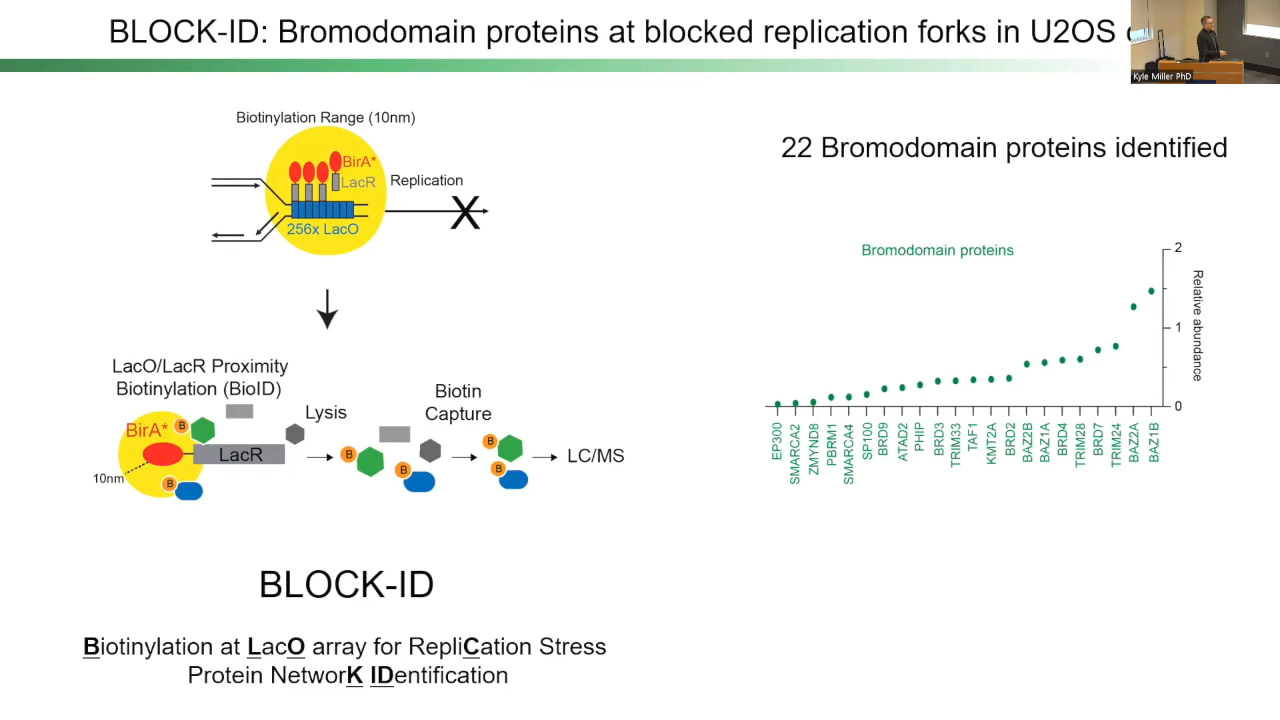 BLOCK-ID: Bromodomain proteins at blocked replication forks in U2OS
Kyle Miller PhD
Biotinylation Range (10nm)
BirA*
LacR
Replication
256x LacO
LacO/LacR Proximity
Biotinylation (BioID)
BirA*
B
LacR
10nm
B
Lysis
B
B
Biotin
Capture
B
B
LC/MS
BLOCK-ID
Biotinylation at LacO array for RepliCation Stress
Protein NetworK IDentification
22 Bromodomain proteins identified
Bromodomain proteins
2
1
0
Relative abundance
EP300
SMARCA2
ZMYND8
PBRM1
SMARCA4
SP100
BRD9
ATAD2
PHIP
BRD3
TRIM33
TAF1
KMT2A
BRD2
BAZ2B
BAZ1A
BRD4
TRIM28
BRD7
TRIM24
BAZ2A
BAZ1B